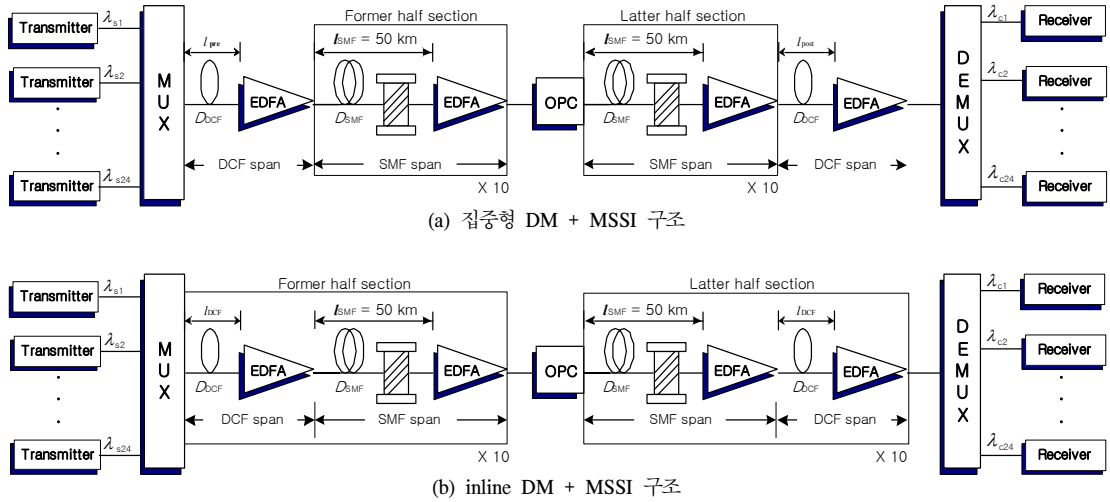 Former half section
Latter half section
Transmitter λs1
Transmitter λs2
Transmitter λs24
MUX
lpre
DDCF
EDFA
lSMF = 50 km
DSMF
EDFA
DCF span
SMF span
X 10
OPC
lSMF = 50 km
DSMF
EDFA
lpost
DDCF
EDFA
SMF span
DCF span
X 10
DEMUX
λc1 Receiver
λc2 Receiver
λc24 Receiver
(a) 집중형 DM + MSSI 구조
Former half section
Latter half section
Transmitter λs1
Transmitter λs2
Transmitter λs24
MUX
lDCF
DDCF
EDFA
lSMF = 50 km
DSMF
EDFA
DCF span
SMF span
X 10
OPC
lSMF = 50 km
DSMF
EDFA
lDCF
DDCF
EDFA
SMF span
DCF span
X 10
DEMUX
λc1 Receiver
λc2 Receiver
λc24 Receiver
(b) inline DM + MSSI 구조